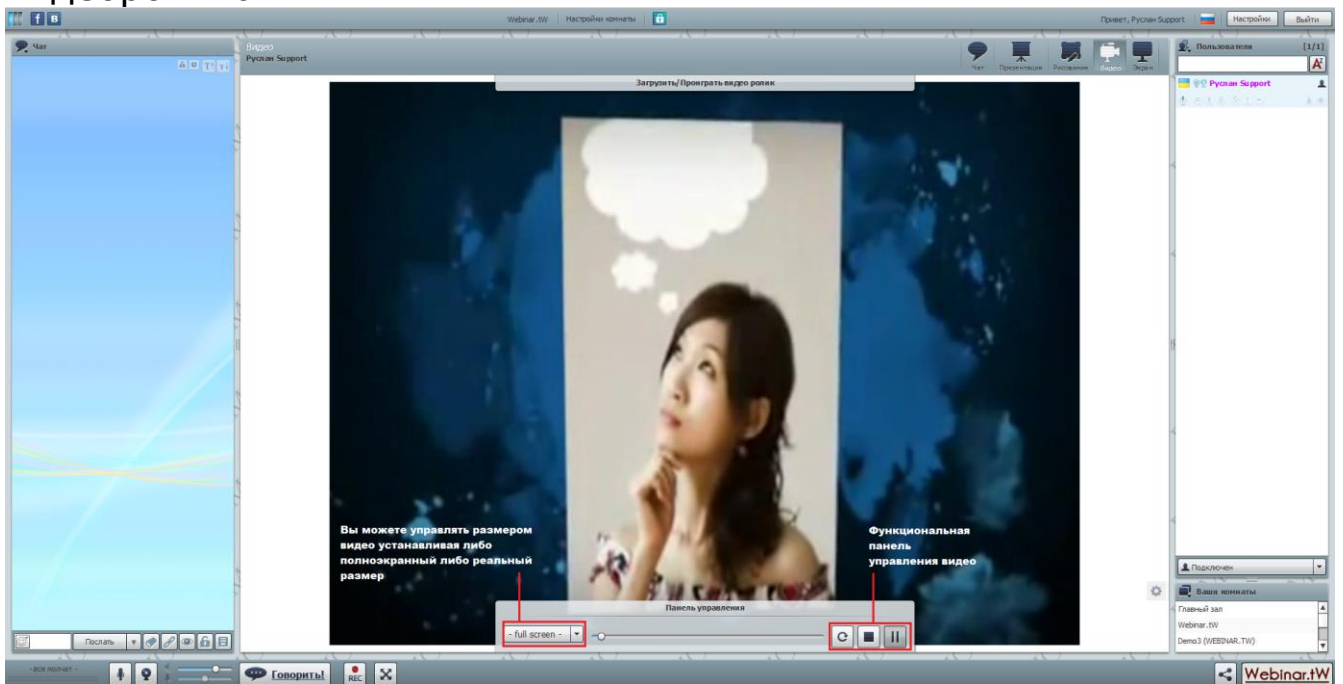 f B
Webinar.tW
Настройки комнаты
Привет, Руслан Support
Настройки
Выйти
Чат
Видео
Руслан Support
Чат
Презентация
Рисование
Видео
Экран
Пользователи
[1/1]
Загрузить/Проиграть видео ролик
Руслан Support
Вы можете управлять размером
видео устанавливая либо
полноэкранный либо реальный
размер
Функциональная
панель
управления видео
Панель управления
- full screen -
Подключен
Ваши комнаты
Главный зал
Webinar.tW
Demo3 (WEBINAR.TW)
Послать
- все молчат -
Говорить!
REC
Webinar.tW